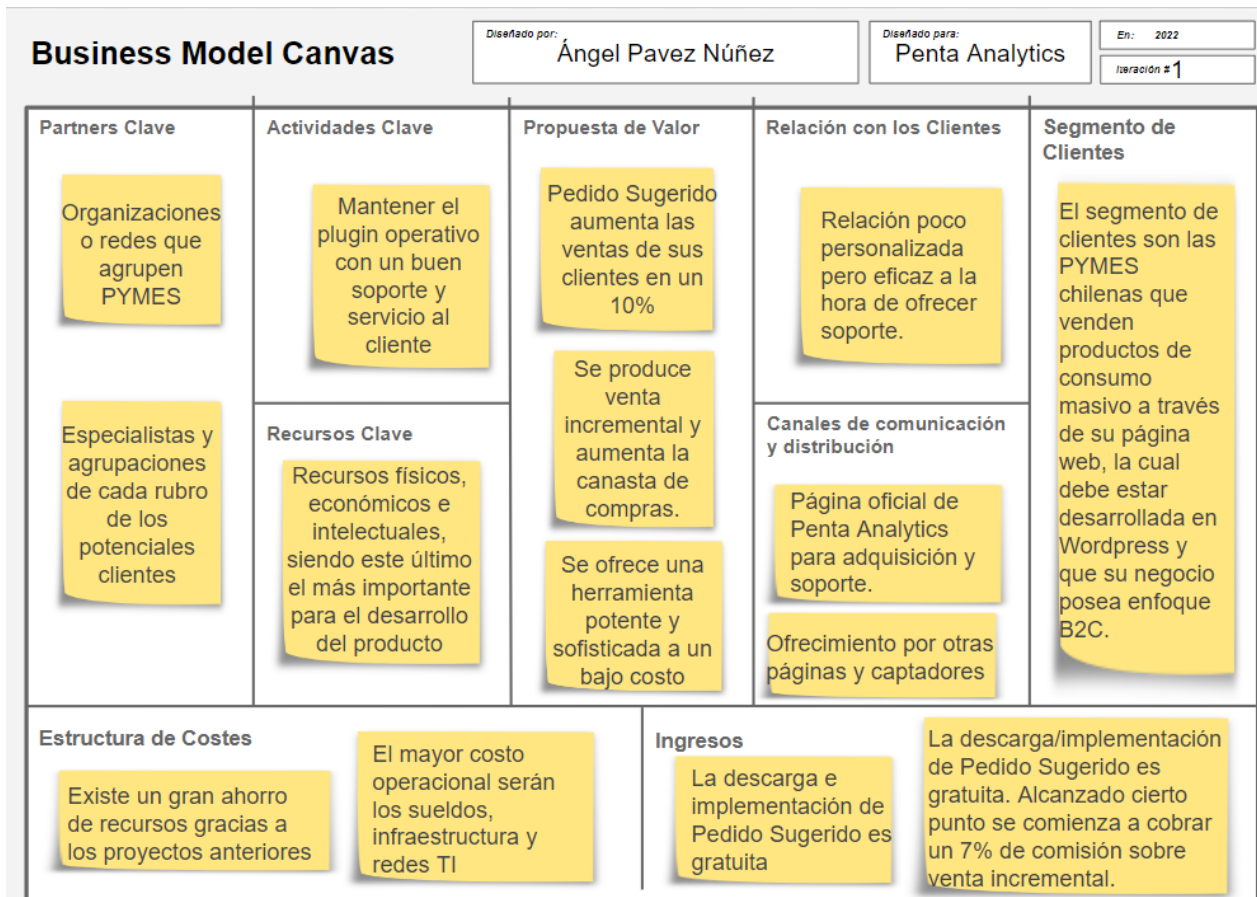 Business Model Canvas
Diseñado por:
Ángel Pavez Núñez
Diseñado para:
Penta Analytics
En: 2022
Iteración # 1
Partners Clave
Organizaciones
o redes que
agrupen
PYMES
Especialistas y
agrupaciones
de cada rubro
de los
potenciales
clientes
Actividades Clave
Mantener el
plugin operativo
con un buen
soporte y
servicio al
cliente
Recursos Clave
Recursos físicos,
económicos e
intelectuales,
siendo este último
el más importante
para el desarrollo
del producto
Propuesta de Valor
Pedido Sugerido
aumenta las
ventas de sus
clientes en un
10%
Se produce
venta
incremental y
aumenta la
canasta de
compras.
Se ofrece una
herramienta
potente y
sofisticada a un
bajo costo
Relación con los Clientes
Relación poco
personalizada
pero eficaz a la
hora de ofrecer
soporte.
Canales de comunicación
y distribución
Página oficial de
Penta Analytics
para adquisición y
soporte.
Ofrecimiento por otras
páginas y captadores
Segmento de
Clientes
El segmento de
clientes son las
PYMES
chilenas que
venden
productos de
consumo
masivo a través
de su página
web, la cual
debe estar
desarrollada en
Wordpress y
que su negocio
posea enfoque
B2C.
Estructura de Costes
Existe un gran ahorro
de recursos gracias a
los proyectos anteriores
El mayor costo
operacional serán
los sueldos,
infraestructura y
redes TI
Ingresos
La descarga e
implementación de
Pedido Sugerido es
gratuita
La descarga/implementación
de Pedido Sugerido es
gratuita. Alcanzado cierto
punto se comienza a cobrar
un 7% de comisión sobre
venta incremental.